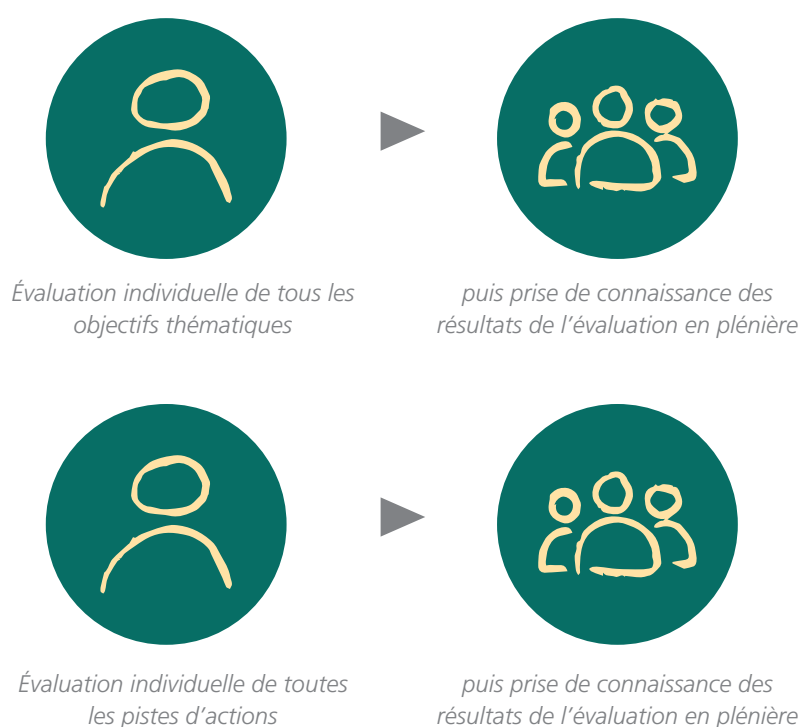 Évaluation individuelle de tous les
objectifs thématiques
puis prise de connaissance des
résultats de l’évaluation en plénière
Évaluation individuelle de toutes
les pistes d’actions
puis prise de connaissance des
résultats de l’évaluation en plénière